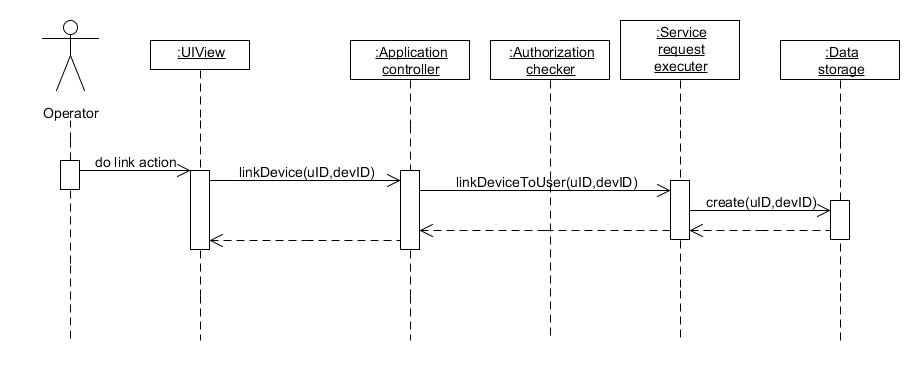 Operator
:UIView
:Application
controller
:Authorization
checker
:Service
request
executer
:Data
storage
do link action
linkDevice(uID,devID)
linkDeviceToUser(uID,devID)
create(uID,devID)